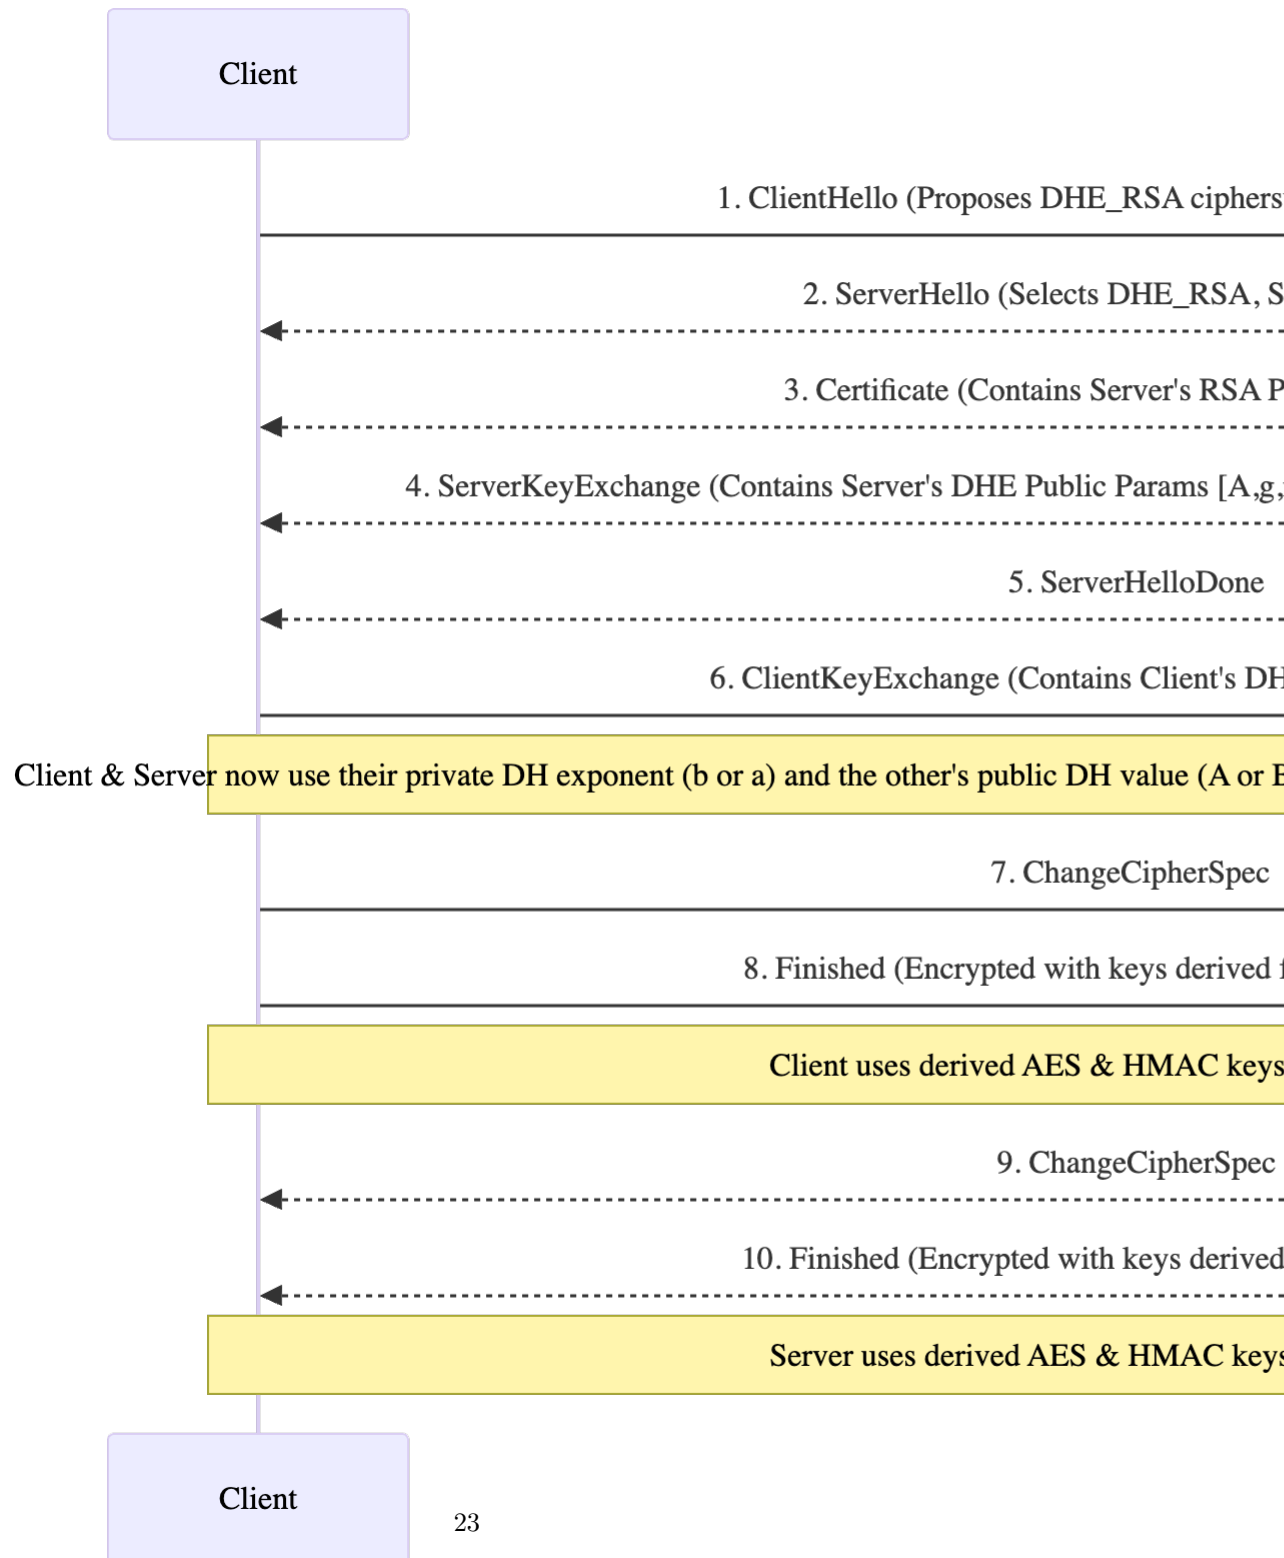 Client
1. ClientHello (Proposes DHE_RSA ciphers
2. ServerHello (Selects DHE_RSA, S
3. Certificate (Contains Server's RSA P
4. ServerKeyExchange (Contains Server's DHE Public Params [A,g,
5. ServerHelloDone
6. ClientKeyExchange (Contains Client's DH
Client & Server now use their private DH exponent (b or a) and the other's public DH value (A or B
7. ChangeCipherSpec
8. Finished (Encrypted with keys derived f
Client uses derived AES & HMAC keys
9. ChangeCipherSpec
10. Finished (Encrypted with keys derived
Server uses derived AES & HMAC keys
Client
23